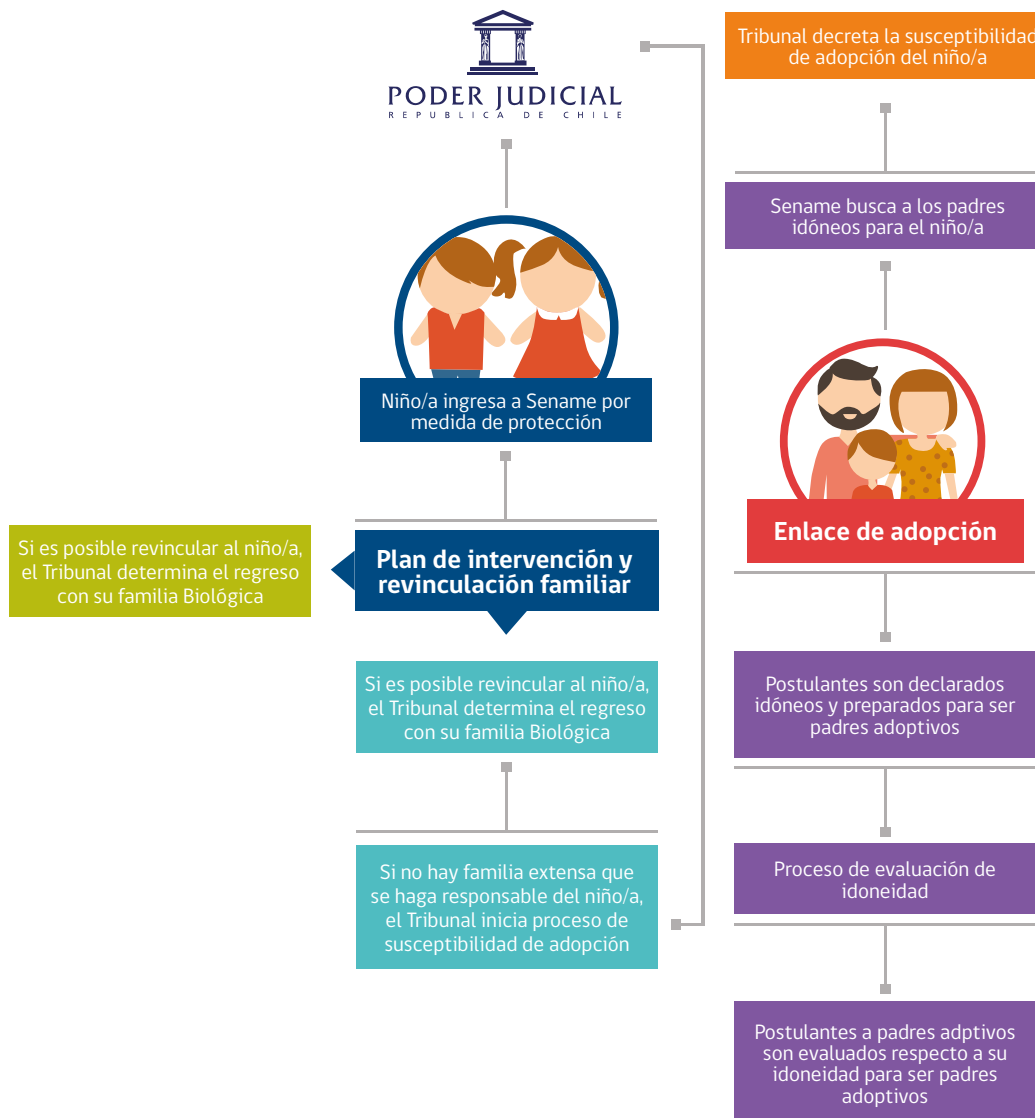 PODER JUDICIAL
REPUBLICA DE CHILE
Niño/a ingresa a Sename por
medida de protección
Plan de intervención y
revinculación familiar
Si es posible revincular al niño/a,
el Tribunal determina el regreso
con su familia Biológica
Si es posible revincular al niño/a,
el Tribunal determina el regreso
con su familia Biológica
Si no hay familia extensa que
se haga responsable del niño/a,
el Tribunal inicia proceso de
susceptibilidad de adopción
Tribunal decreta la susceptibilidad
de adopción del niño/a
Sename busca a los padres
idóneos para el niño/a
Enlace de adopción
Postulantes son declarados
idóneos y preparados para ser
padres adoptivos
Proceso de evaluación de
idoneidad
Postulantes a padres adptivos
son evaluados respecto a su
idoneidad para ser padres
adoptivos